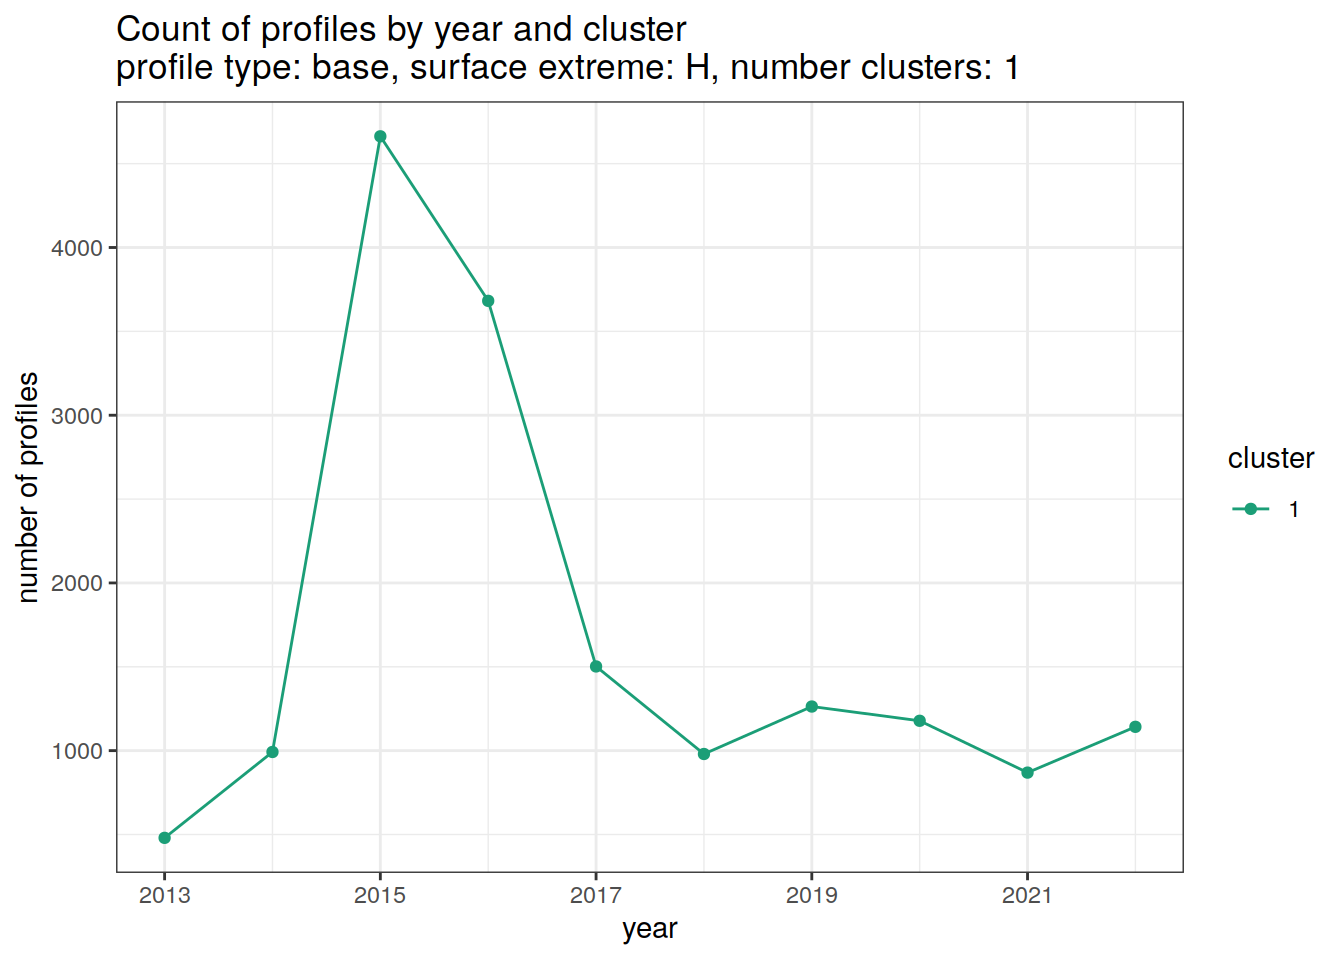 Count of profiles by year and cluster
profile type: base, surface extreme: H, number clusters: 1
4000
3000
2000
1000
number of profiles
2013 2015 2017 2019 2021
year
cluster
1